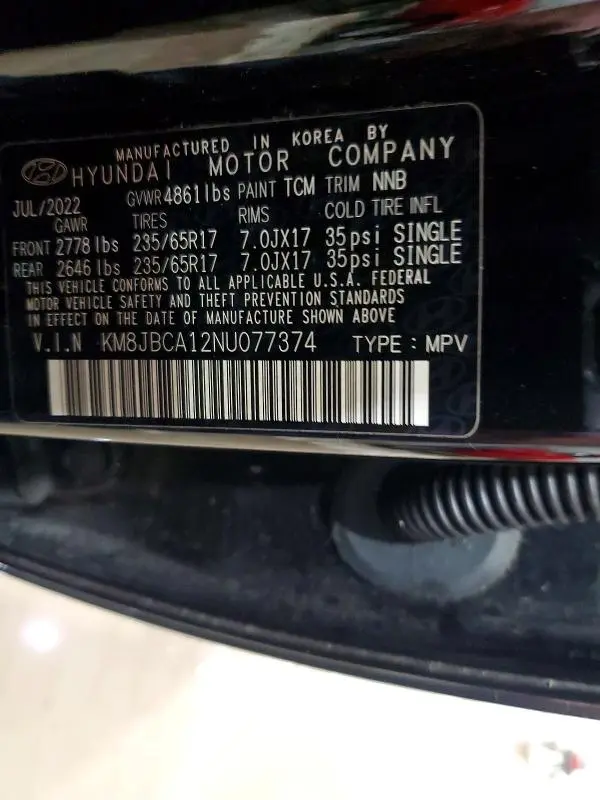 MANUFACTURED IN KOREA BY
HYUNDAI MOTOR COMPANY
JUL/2022 GVWR 4861lbs PAINT TCM TRIM NNB
GAWR TIRES RIMS COLD TIRE INFL
FRONT 2778 lbs 235/65R17 7.0JX17 35psi SINGLE
REAR 2646 lbs 235/65R17 7.0JX17 35psi SINGLE
THIS VEHICLE CONFORMS TO ALL APPLICABLE U.S.A. FEDERAL
MOTOR VEHICLE SAFETY AND THEFT PREVENTION STANDARDS
IN EFFECT ON THE DATE OF MANUFACTURE SHOWN ABOVE
V.I.N KM8JBCA12NU077374 TYPE : MPV